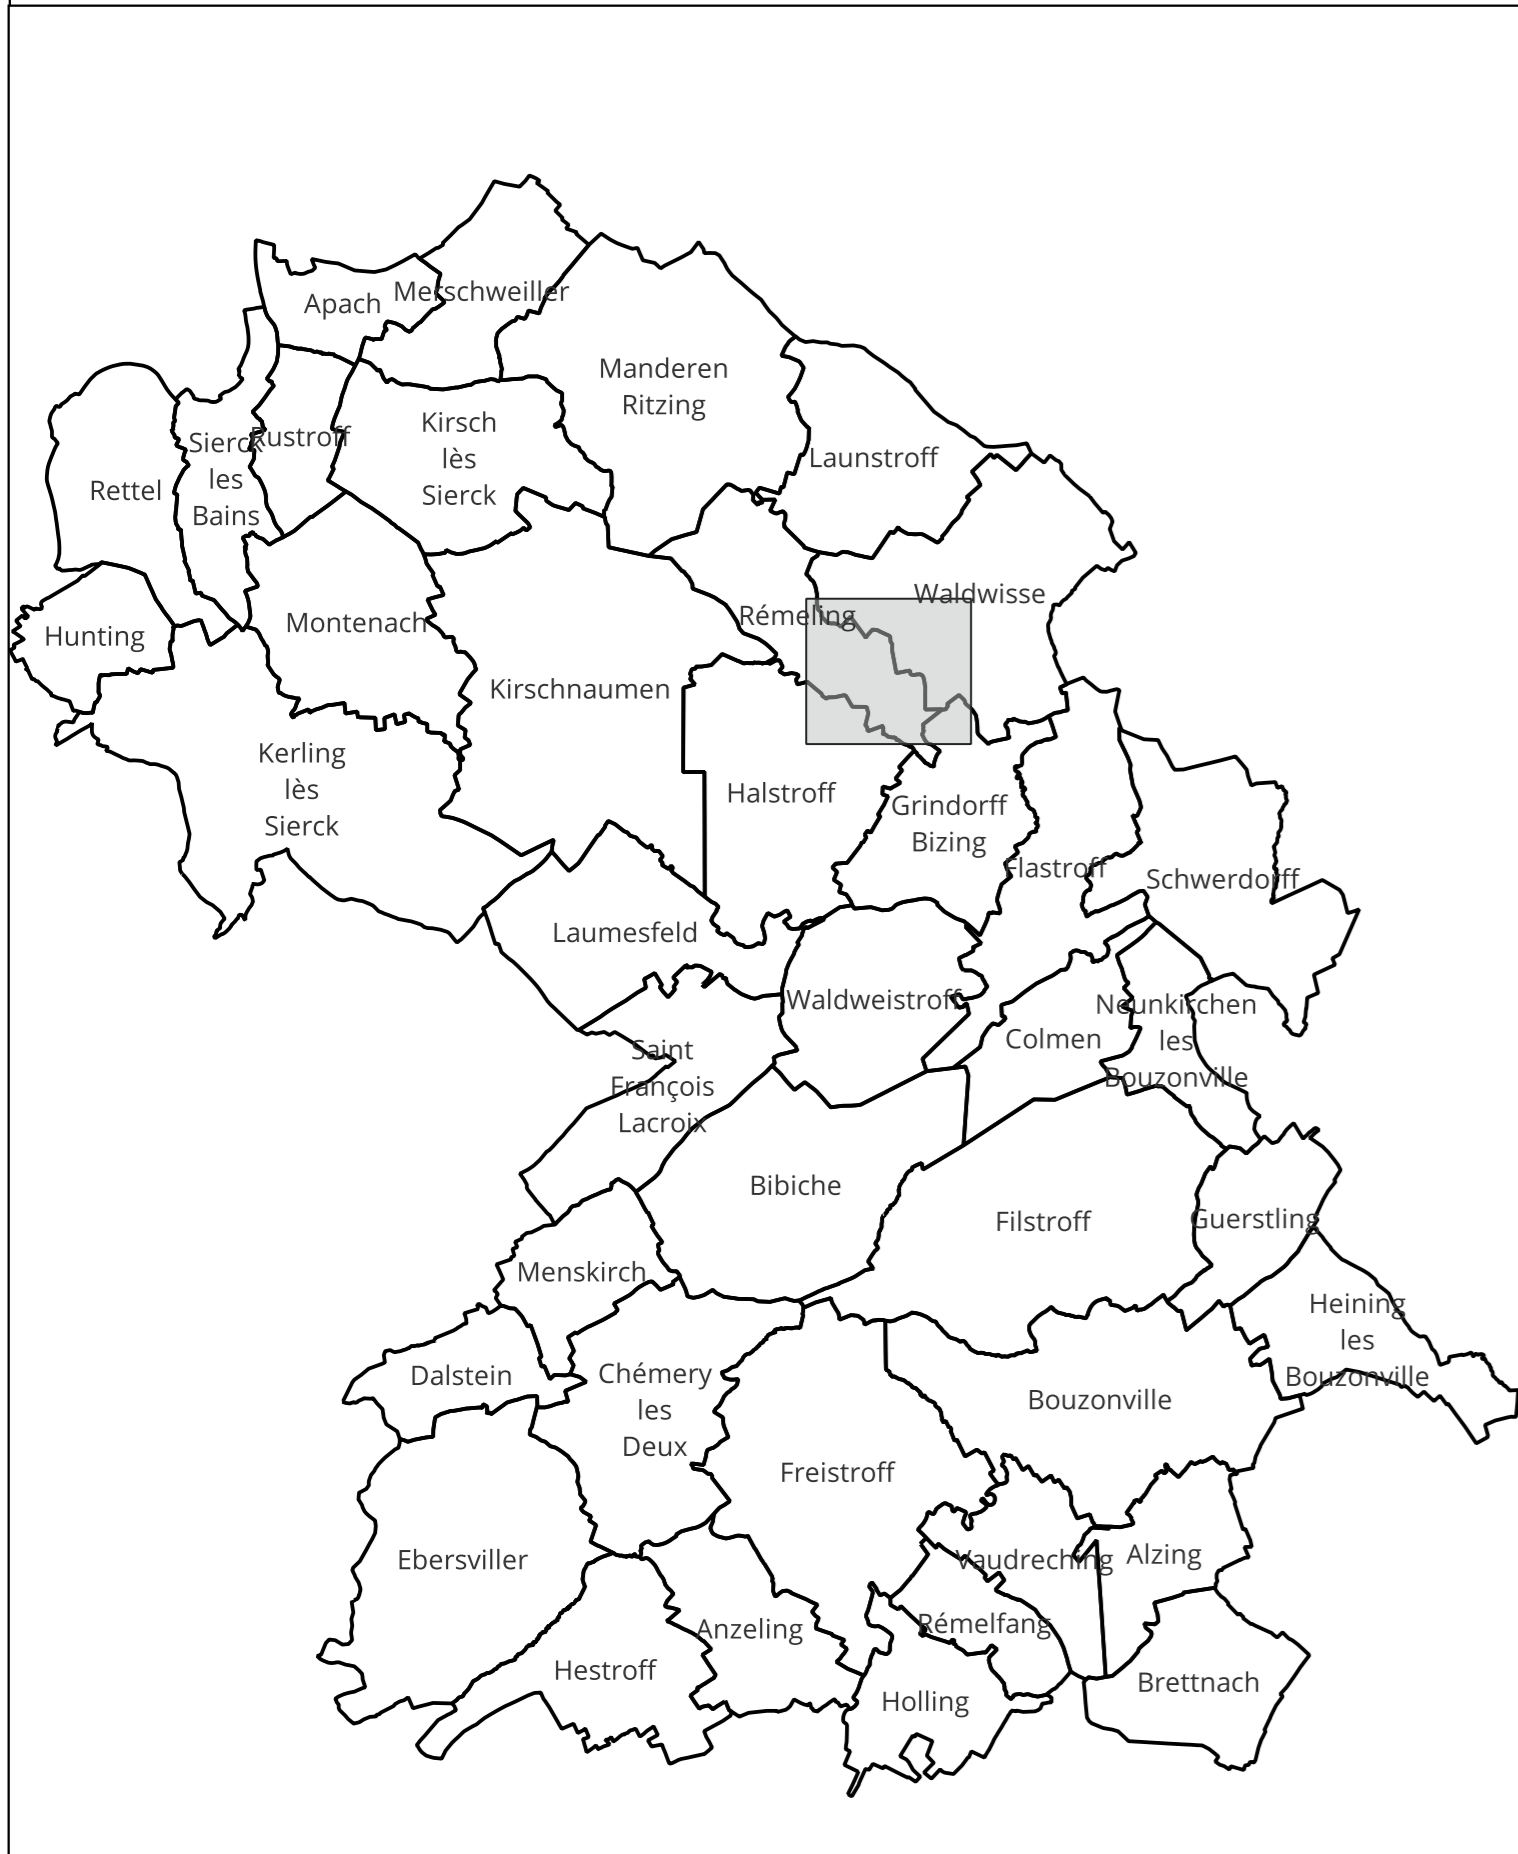 Apach
Merschweiller
Manderen
Ritzing
Kirsch
lès
Sierck
Rustroff
Sierck
les
Bains
Rettel
Launstroff
Waldwisse
Rémeling
Hunting
Montenach
Kirschnaumen
Kerling
lès
Sierck
Halstroff
Grindorff
Bizing
Flastroff
Schwerdorff
Laumesfeld
Waldweistroff
Colmen
Neunkirchen
les
Bouzonville
Saint
François
Lacroix
Bibiche
Filstroff
Guerstling
Menskirch
Heining
les
Bouzonville
Dalstein
Chémery
les
Deux
Bouzonville
Freistroff
Ebersviller
Vaudreching
Alzing
Anzeling
Rémelfang
Hestroff
Holling
Brettnach